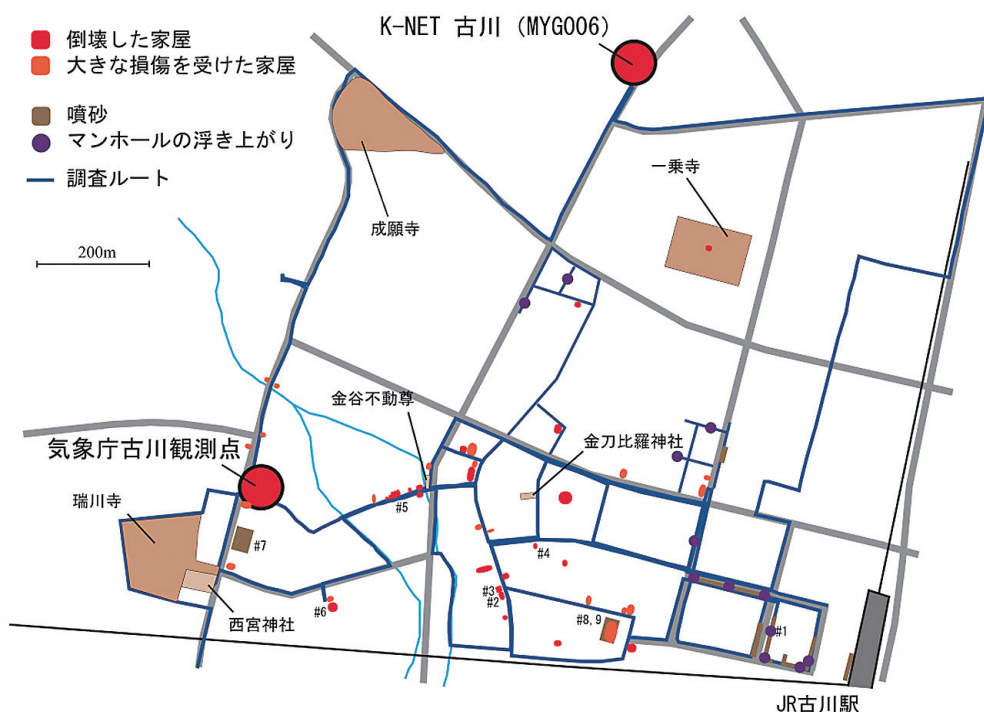 K-NET 古川（MYG006）
倒壊した家屋
大きな損傷を受けた家屋
噴砂
マンホールの浮き上がり
調査ルート
一乗寺
成願寺
200m
金谷不動尊
金刀比羅神社
気象庁古川観測点
瑞川寺
#5
#7
#4
#3
#2
#6
西宮神社
#8, 9
#1
JR古川駅